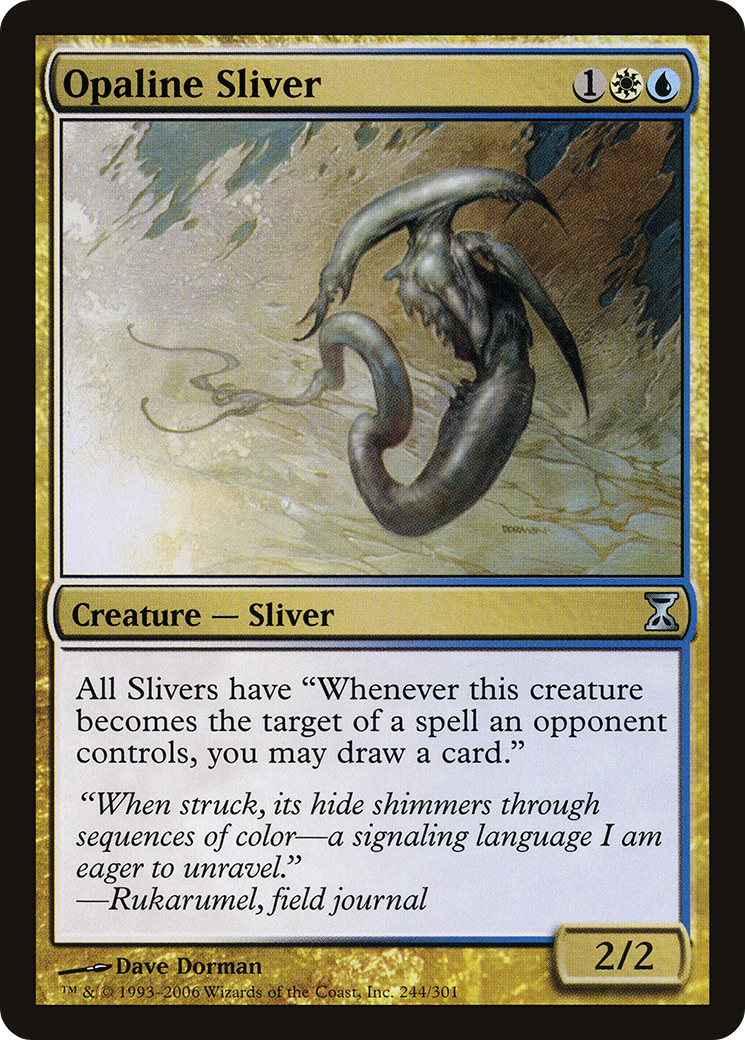 Opaline Sliver 1
DORMAN
Creature — Sliver
All Slivers have “Whenever this creature
becomes the target of a spell an opponent
controls, you may draw a card.”
“When struck, its hide shimmers through
sequences of color—a signaling language I am
eager to unravel.”
—Rukarumel, field journal
2/2
Dave Dorman
™ & © 1993–2006 Wizards of the Coast, Inc. 244/301